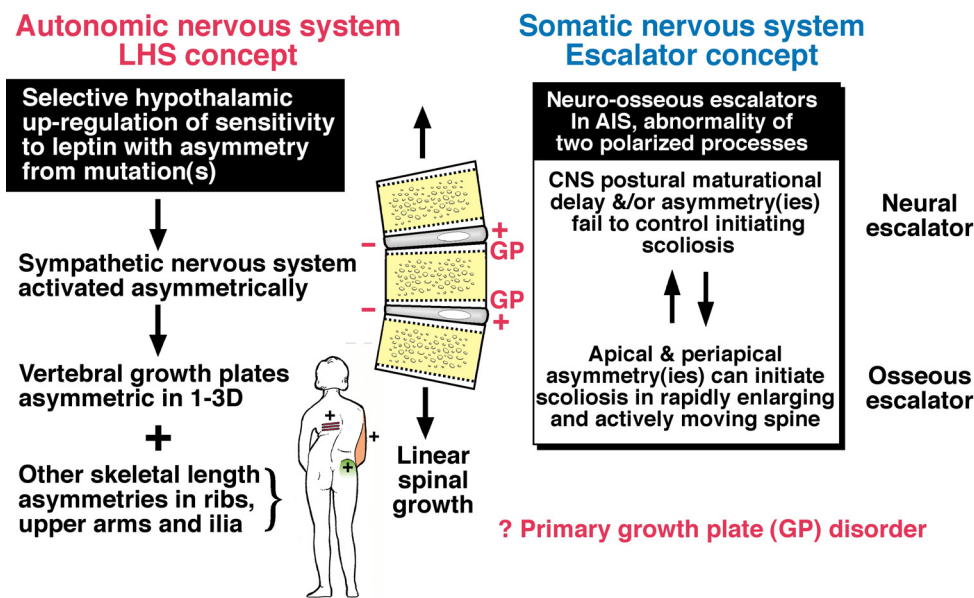 Autonomic nervous system
LHS concept
Selective hypothalamic
up-regulation of sensitivity
to leptin with asymmetry
from mutation(s)
Sympathetic nervous system
activated asymmetrically
Vertebral growth plates
asymmetric in 1-3D
+
Other skeletal length
asymmetries in ribs,
upper arms and ilia
}
+
+
+
+
GP
−
GP
−
+
Linear
spinal
growth
Somatic nervous system
Escalator concept
Neuro-osseous escalators
In AIS, abnormality of
two polarized processes
CNS postural maturational
delay &/or asymmetry(ies)
fail to control initiating
scoliosis
Apical & periapical
asymmetry(ies) can initiate
scoliosis in rapidly enlarging
and actively moving spine
Neural
escalator
Osseous
escalator
? Primary growth plate (GP) disorder